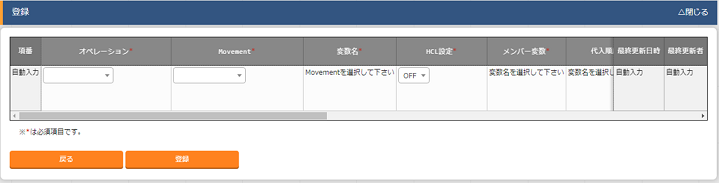 登録 △閉じる
項番 オペレーション* Movement* 変数名* HCL設定* メンバー変数* 代入順 最終更新日時 最終更新者
自動入力 Movementを選択して下さい OFF 変数名を選択して下さい 変数名を選択し 自動入力 自動入力
※*は必須項目です。
戻る 登録